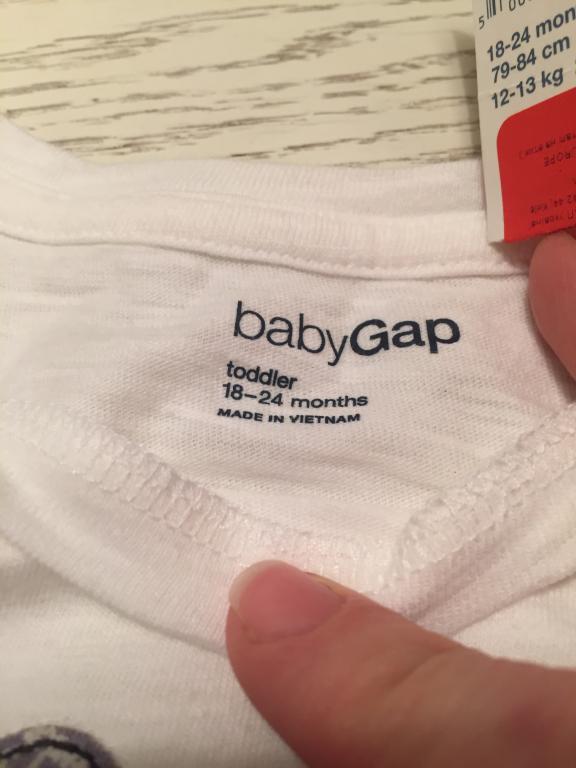 18-24 mon
79-84 cm
12-13 kg
babyGap
toddler
18–24 months
MADE IN VIETNAM